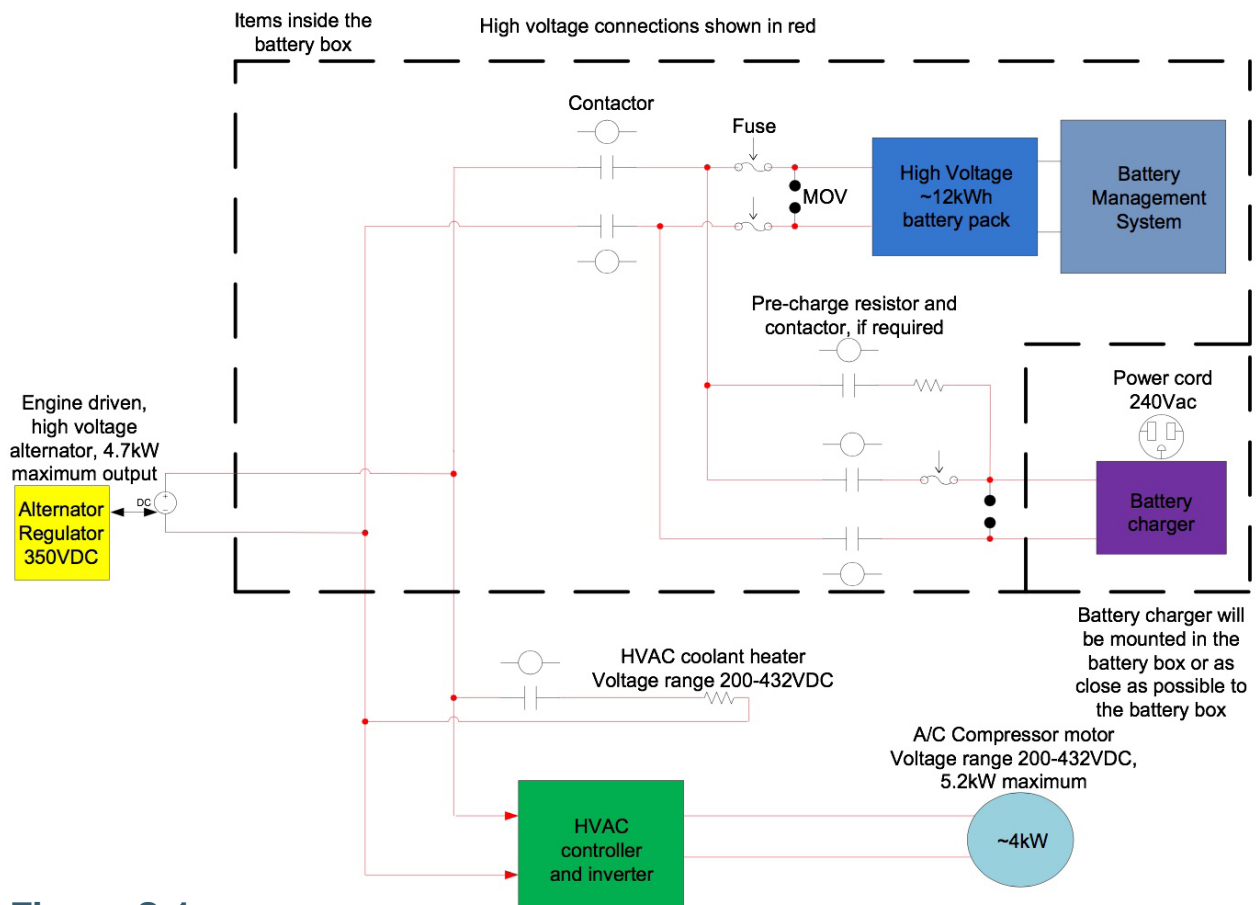 Items inside the
battery box
High voltage connections shown in red
Contactor
Fuse
MOV
High Voltage
~12kWh
battery pack
Battery
Management
System
Pre-charge resistor and
contactor, if required
Power cord
240Vac
Engine driven,
high voltage
alternator, 4.7kW
maximum output
Alternator
Regulator
350VDC
DC
+
−
Battery
charger
Battery charger will
be mounted in the
battery box or as
close as possible to
the battery box
HVAC coolant heater
Voltage range 200-432VDC
A/C Compressor motor
Voltage range 200-432VDC,
5.2kW maximum
HVAC
controller
and inverter
~4kW